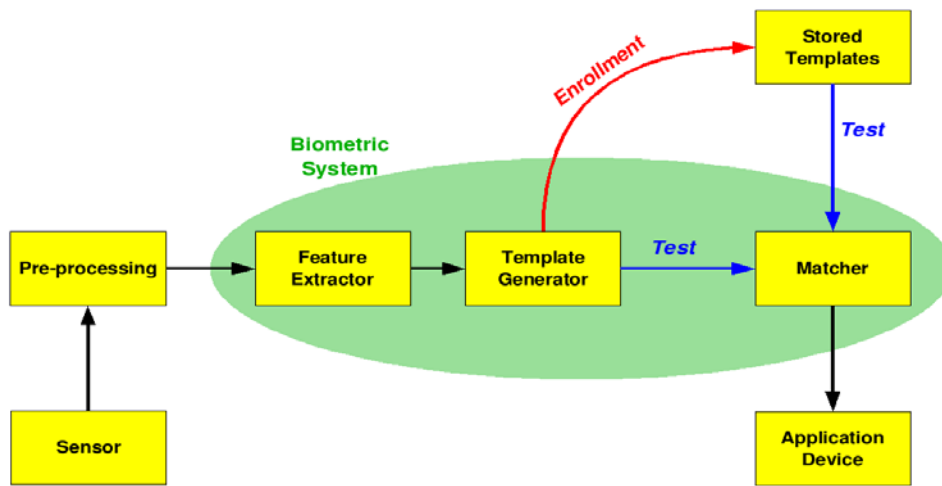 Stored
Templates
Enrollment
Test
Biometric
System
Pre-processing
Feature
Extractor
Template
Generator
Test
Matcher
Sensor
Application
Device